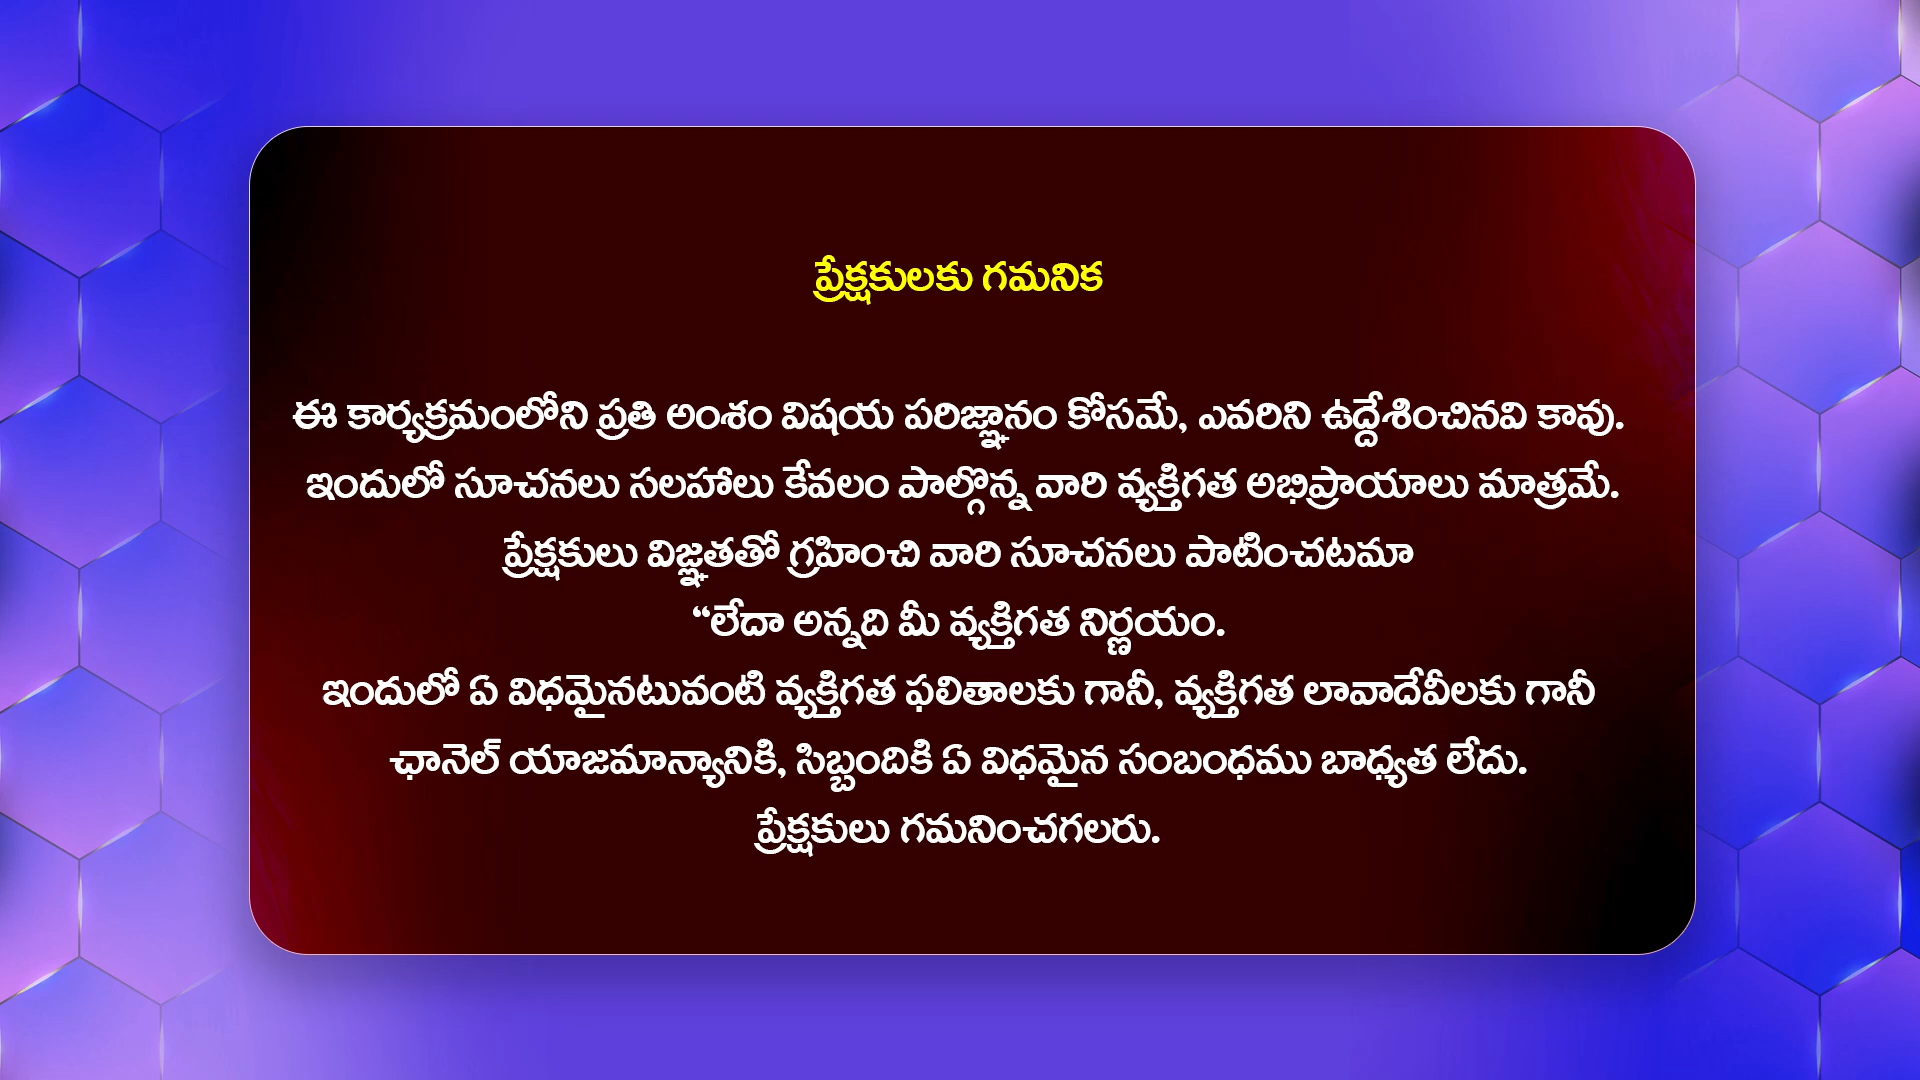 ప్రేక్షకులకు గమనిక
ఈ కార్యక్రమంలోని ప్రతి అంశం విషయ పరిజ్ఞానం కోసమే, ఎవరిని ఉద్దేశించినవి కావు.
ఇందులో సూచనలు సలహాలు కేవలం పాల్గొన్న వారి వ్యక్తిగత అభిప్రాయాలు మాత్రమే.
ప్రేక్షకులు విజ్ఞతతో గ్రహించి వారి సూచనలు పాటించటమా
“లేదా అన్నది మీ వ్యక్తిగత నిర్ణయం.
ఇందులో ఏ విధమైనటువంటి వ్యక్తిగత ఫలితాలకు గానీ, వ్యక్తిగత లావాదేవీలకు గానీ
ఛానెల్ యాజమాన్యానికి, సిబ్బందికి ఏ విధమైన సంబంధము బాధ్యత లేదు.
ప్రేక్షకులు గమనించగలరు.